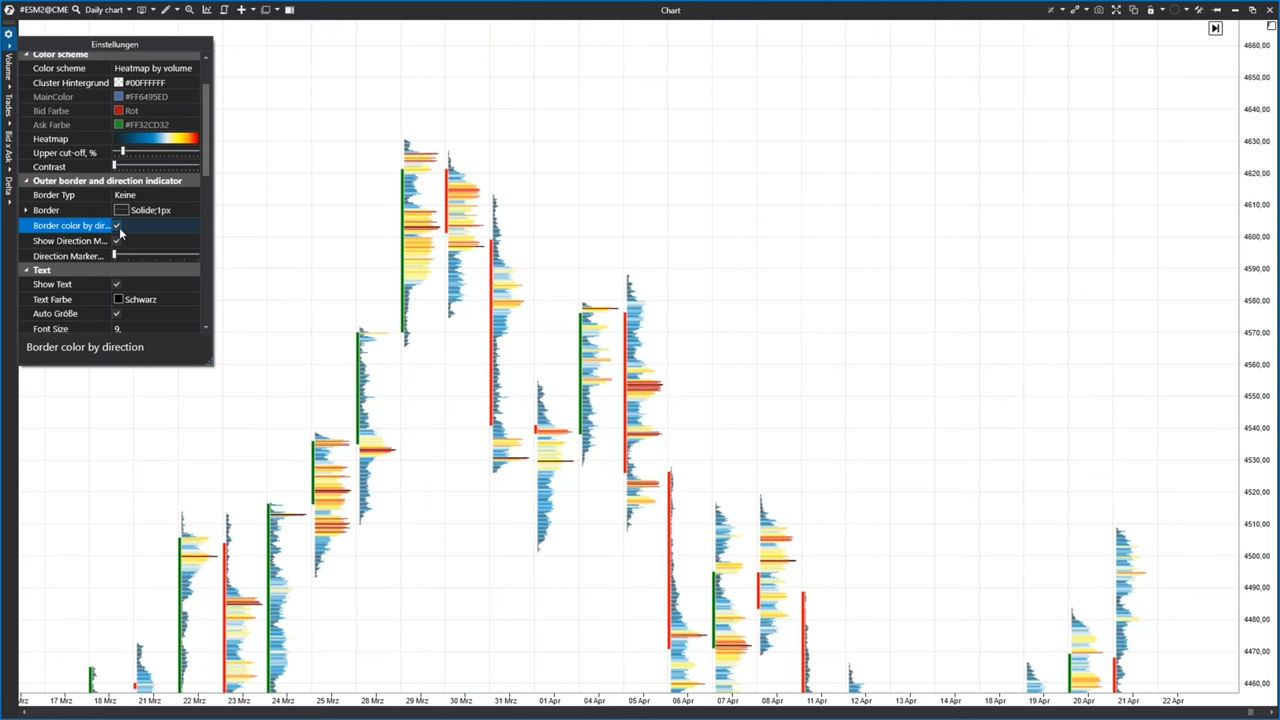 #ESM2@CME Daily chart Chart
Einstellungen
Color scheme
Color scheme Heatmap by volume
Cluster Hintergrund #00FFFFFF
MainColor #FF6495ED
Bid Farbe Rot
Ask Farbe #FF32CD32
Heatmap
Upper cut-off, %
Contrast
Outer border and direction indicator
Border Typ Keine
Border Solide;1px
Border color by dir...
Show Direction M...
Direction Marker...
Text
Show Text
Text Farbe Schwarz
Auto Größe
Font Size 9,
Border color by direction
Volume
Trades
Bid x Ask
Delta
4660,00
4650,00
4640,00
4630,00
4620,00
4610,00
4600,00
4590,00
4580,00
4570,00
4560,00
4550,00
4540,00
4530,00
4520,00
4510,00
4500,00
4490,00
4480,00
4470,00
4460,00
Mrz 17 Mrz 18 Mrz 21 Mrz 22 Mrz 23 Mrz 24 Mrz 25 Mrz 28 Mrz 29 Mrz 30 Mrz 31 Mrz 01 Apr 04 Apr 05 Apr 06 Apr 07 Apr 08 Apr 11 Apr 12 Apr 13 Apr 14 Apr 18 Apr 19 Apr 20 Apr 21 Apr 22 Apr